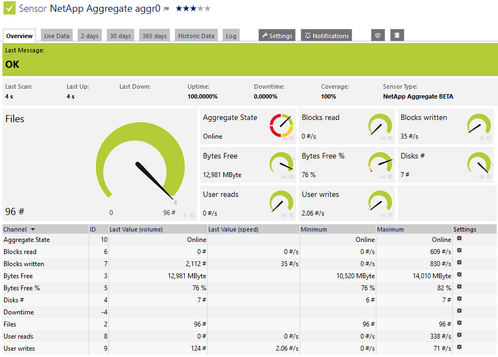 Sensor NetApp Aggregate aggr0
Overview Live Data 2 days 30 days 365 days Historic Data Log Settings Notifications
Last Message:
OK
Last Scan: Last Up: Last Down: Uptime: Downtime: Coverage: Sensor Type:
4 s 4 s 100.0000% 0.0000% 100% NetApp Aggregate BETA
Files
96 #
0 96 #
Aggregate State
Online
Blocks read
0 #/s
Blocks written
35 #/s
Bytes Free
12,981 MByte
Bytes Free %
76 %
Disks #
7 #
User reads
0 #/s
User writes
2.06 #/s
Channel ID Last Value (volume) Last Value (speed) Minimum Maximum Settings
Aggregate State 10 Online Online Online
Blocks read 6 0 # 0 #/s 0 #/s 609 #/s
Blocks written 7 2,112 # 35 #/s 0 #/s 830 #/s
Bytes Free 3 12,981 MByte 10,520 MByte 14,010 MByte
Bytes Free % 5 76 % 76 % 82 %
Disks # 4 7 # 6 # 7 #
Downtime -4
Files 2 96 # 96 # 96 #
User reads 8 0 # 0 #/s 0 #/s 338 #/s
User writes 9 124 # 2.06 #/s 0 #/s 71 #/s